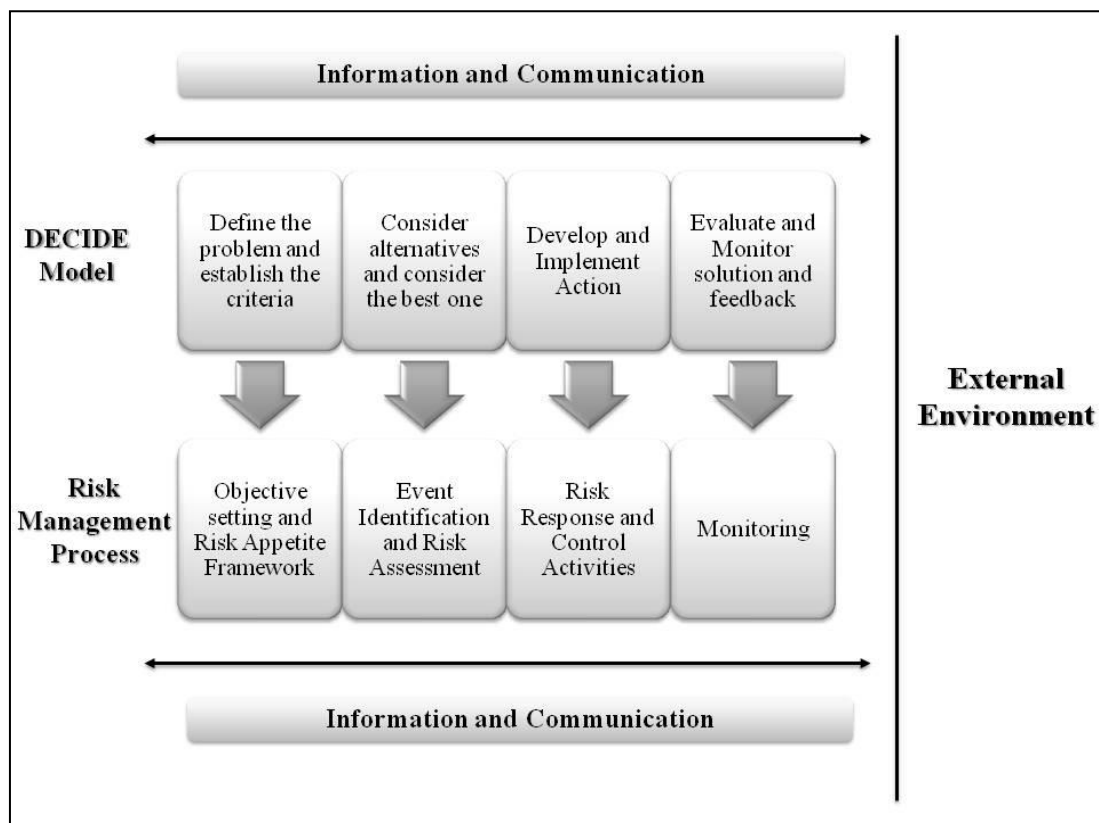 Information and Communication
DECIDE
Model
Define the
problem and
establish the
criteria
Consider
alternatives
and consider
the best one
Develop and
Implement
Action
Evaluate and
Monitor
solution and
feedback
External
Environment
Risk
Management
Process
Objective
setting and
Risk Appetite
Framework
Event
Identification
and Risk
Assessment
Risk
Response and
Control
Activities
Monitoring
Information and Communication